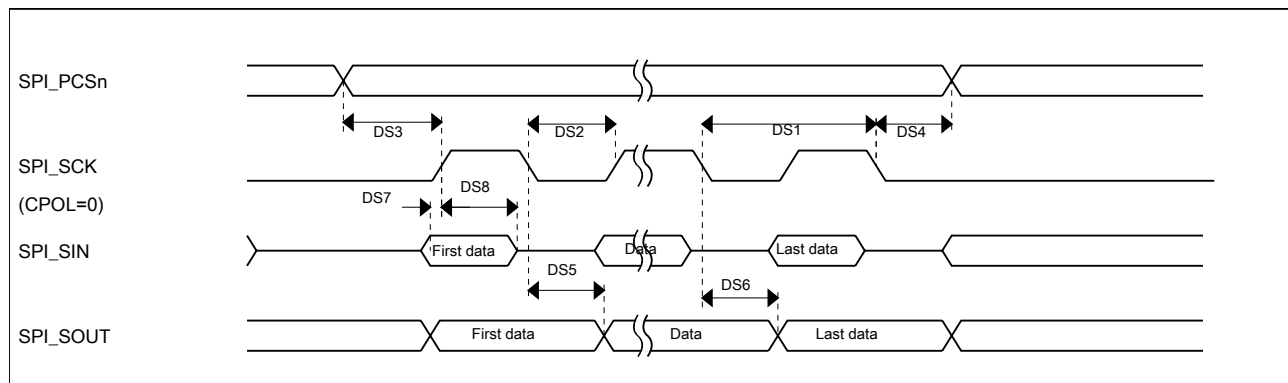 SPI_PCSn
DS3
DS2
DS1
DS4
SPI_SCK
(CPOL=0)
DS7
DS8
SPI_SIN
First data
Data
Last data
DS5
DS6
SPI_SOUT
First data
Data
Last data